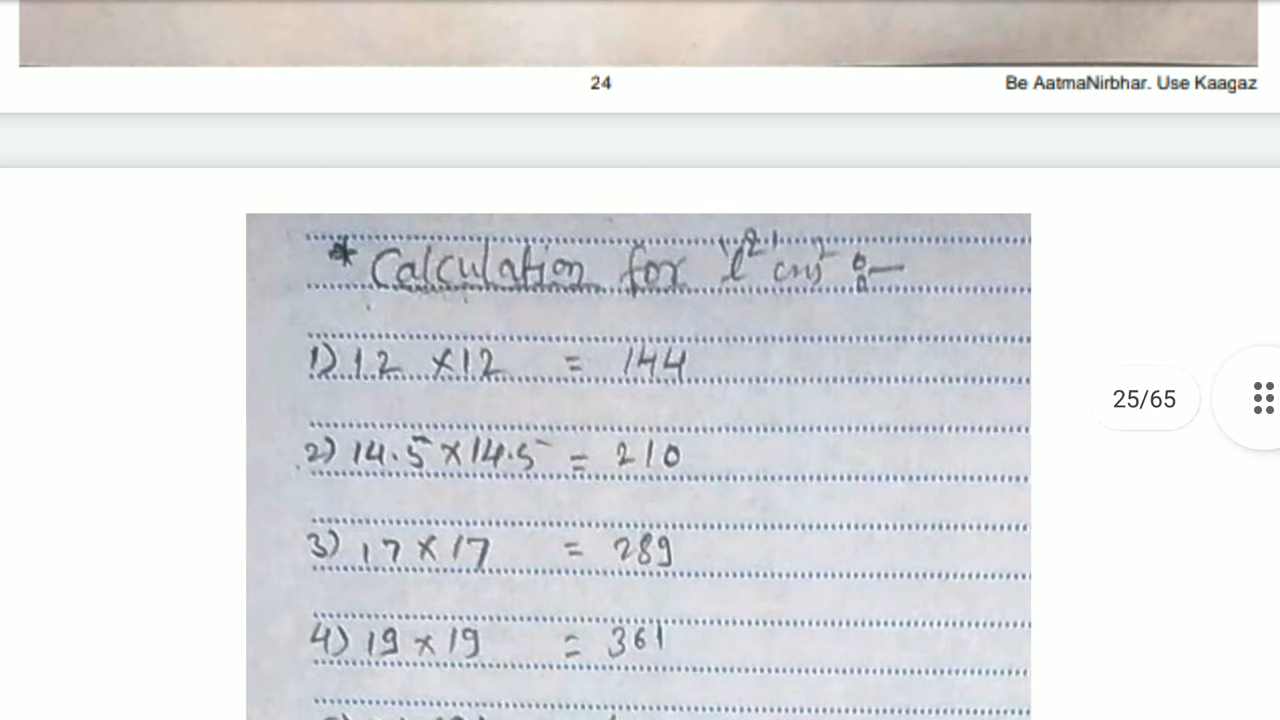 24
Be AatmaNirbhar. Use Kaagaz
* Calculation for 'l²' cm² :-
1) 12 × 12 = 144
2) 14.5 × 14.5 = 210
3) 17 × 17 = 289
4) 19 × 19 = 361
25/65